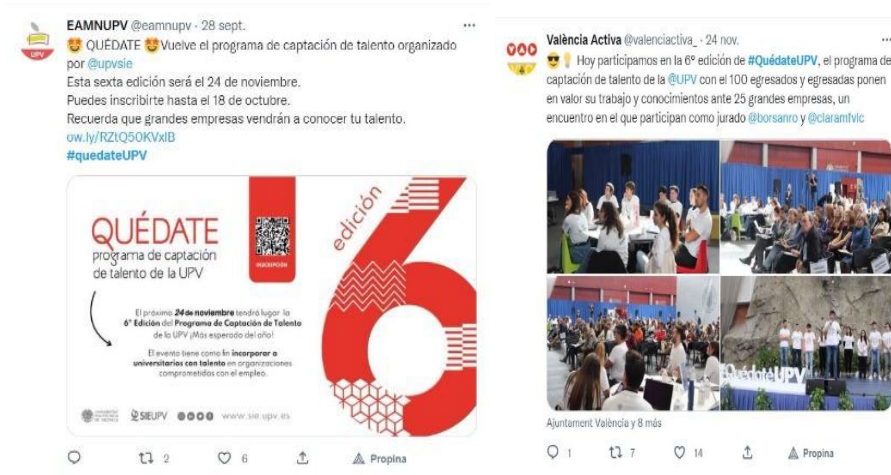 EAMNUPV @eamnupv · 28 sept.
🤩 QUÉDATE 🤩Vuelve el programa de captación de talento organizado
por @upvsie
Esta sexta edición será el 24 de noviembre.
Puedes inscribirte hasta el 18 de octubre.
Recuerda que grandes empresas vendrán a conocer tu talento.
ow.ly/RZtQ50KVxIB
#quedateUPV
QUÉDATE
programa de captación
de talento de la UPV
INSCRIPCIÓN
edición
6
El próximo 24 de noviembre tendrá lugar la
6ª Edición del Programa de Captación de Talento
de la UPV ¡Más esperado del año!
El evento tiene como fin incorporar a
universitarios con talento en organizaciones
comprometidas con el empleo.
SIEUPV
www.sie.upv.es
2
6
Propina
València Activa @valenciactiva_ · 24 nov.
😎💡 Hoy participamos en la 6ª edición de #QuédateUPV, el programa de
captación de talento de la @UPV con el 100 egresados y egresadas ponen
en valor su trabajo y conocimientos ante 25 grandes empresas, un
encuentro en el que participan como jurado @borsanro y @claramfvlc
#QuédateUPV
Ajuntament València y 8 más
1
7
14
Propina